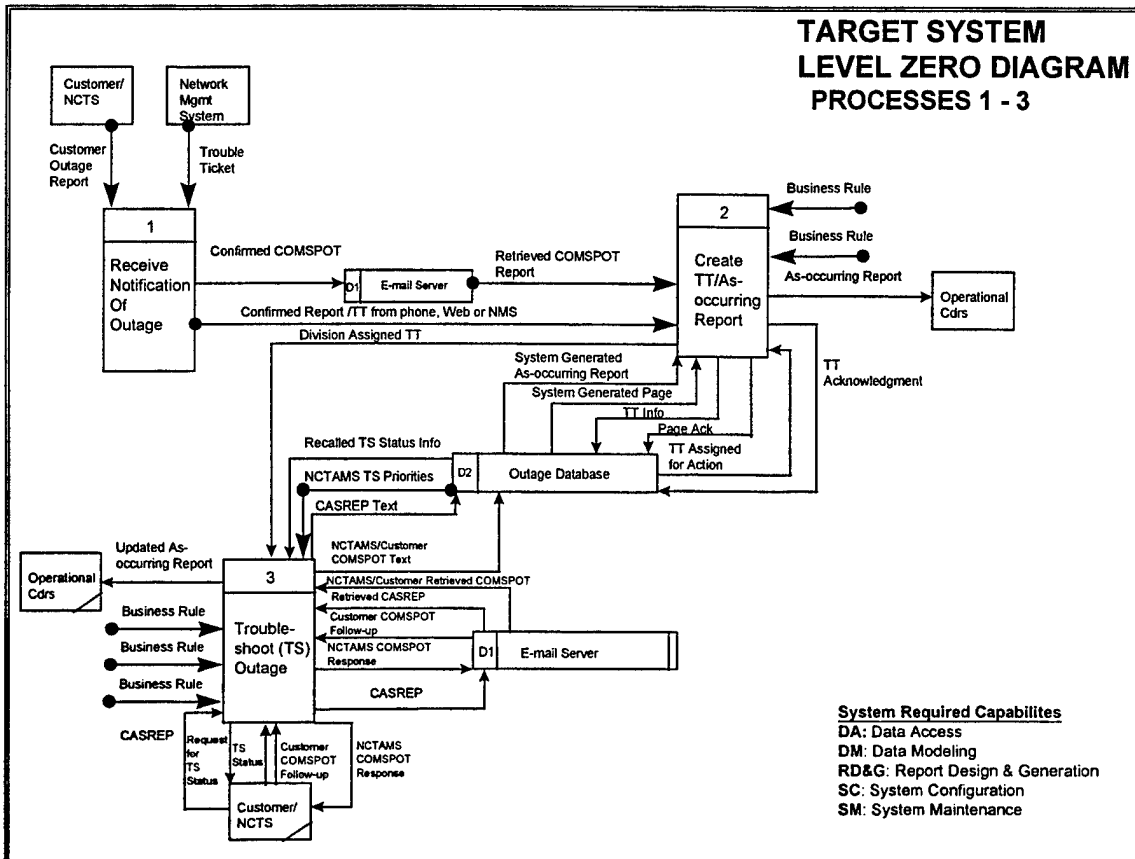 TARGET SYSTEM
LEVEL ZERO DIAGRAM
PROCESSES 1 - 3
Customer/
NCTS
Network
Mgmt
System
Customer
Outage
Report
Trouble
Ticket
1
Receive
Notification
Of
Outage
Confirmed COMSPOT
D1
E-mail Server
Retrieved COMSPOT
Report
Confirmed Report /TT from phone, Web or NMS
Division Assigned TT
2
Create
TT/As-
occurring
Report
Business Rule
Business Rule
As-occurring Report
Operational
Cdrs
TT
Acknowledgment
System Generated
As-occurring Report
System Generated Page
TT Info
Page Ack
TT Assigned
for Action
Recalled TS Status Info
D2
Outage Database
NCTAMS TS Priorities
CASREP Text
NCTAMS/Customer
COMSPOT Text
Updated As-
occurring Report
Operational
Cdrs
3
Trouble-
shoot (TS)
Outage
NCTAMS/Customer Retrieved COMSPOT
Retrieved CASREP
Customer COMSPOT
Follow-up
NCTAMS COMSPOT
Response
D1
E-mail Server
CASREP
Business Rule
Business Rule
Business Rule
CASREP
Request
for
TS
Status
TS
Status
Customer
COMSPOT
Follow-up
NCTAMS
COMSPOT
Response
Customer/
NCTS
System Required Capabilites
DA: Data Access
DM: Data Modeling
RD&G: Report Design & Generation
SC: System Configuration
SM: System Maintenance